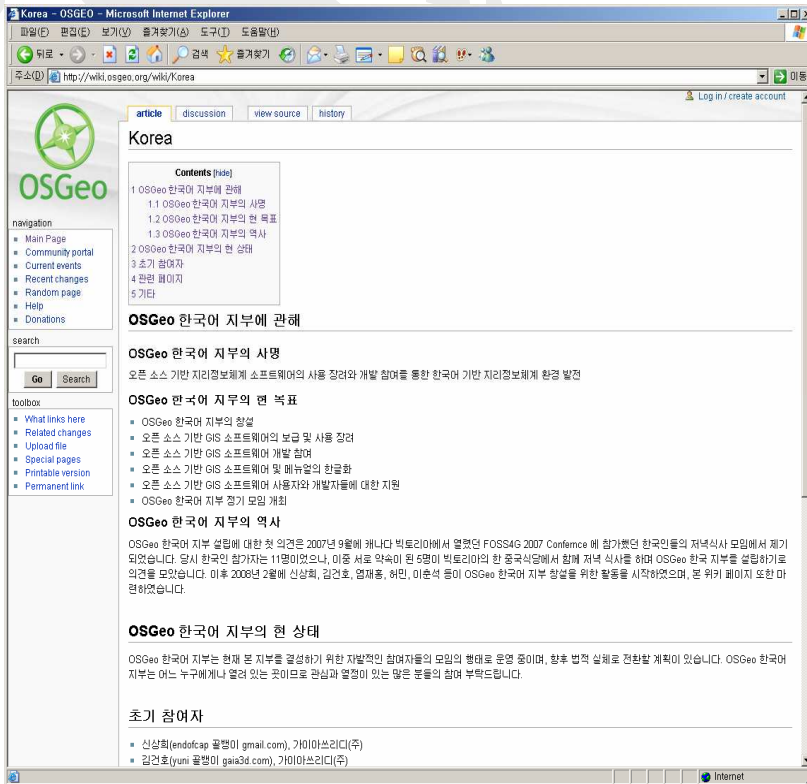 Korea - OSGEO - Microsoft Internet Explorer
파일(F) 편집(E) 보기(V) 즐겨찾기(A) 도구(T) 도움말(H)
뒤로 검색 즐겨찾기
주소(D) http://wiki.osgeo.org/wiki/Korea 이동
Log in / create account
article discussion view source history
OSGeo
navigation
Main Page
Community portal
Current events
Recent changes
Random page
Help
Donations
search
Go Search
toolbox
What links here
Related changes
Upload file
Special pages
Printable version
Permanent link
Korea
Contents [hide]
1 OSGeo 한국어 지부에 관해
1.1 OSGeo 한국어 지부의 사명
1.2 OSGeo 한국어 지부의 현 목표
1.3 OSGeo 한국어 지부의 역사
2 OSGeo 한국어 지부의 현 상태
3 초기 참여자
4 관련 페이지
5 기타
OSGeo 한국어 지부에 관해
OSGeo 한국어 지부의 사명
오픈 소스 기반 지리정보체계 소프트웨어의 사용 장려와 개발 참여를 통한 한국어 기반 지리정보체계 환경 발전
OSGeo 한국어 지부의 현 목표
OSGeo 한국어 지부의 창설
오픈 소스 기반 GIS 소프트웨어의 보급 및 사용 장려
오픈 소스 기반 GIS 소프트웨어 개발 참여
오픈 소스 기반 GIS 소프트웨어 및 메뉴얼의 한글화
오픈 소스 기반 GIS 소프트웨어 사용자와 개발자들에 대한 지원
OSGeo 한국어 지부 정기 모임 개최
OSGeo 한국어 지부의 역사
OSGeo 한국어 지부 설립에 대한 첫 의견은 2007년 9월에 캐나다 빅토리아에서 열렸던 FOSS4G 2007 Confernce 에 참가했던 한국인들의 저녁식사 모임에서 제기
되었습니다. 당시 한국인 참가자는 11명이었으나, 이중 서로 약속이 된 5명이 빅토리아의 한 중국식당에서 함께 저녁 식사를 하며 OSGeo 한국 지부를 설립하기로
의견을 모았습니다. 이후 2008년 2월에 신상희, 김건호, 염재홍, 허민, 이춘석 등이 OSGeo 한국어 지부 창설을 위한 활동을 시작하였으며, 본 위키 페이지 또한 마
련하였습니다.
OSGeo 한국어 지부의 현 상태
OSGeo 한국어 지부는 현재 본 지부를 결성하기 위한 자발적인 참여자들의 모임의 행태로 운영 중이며, 향후 법적 실체로 전환할 계획이 있습니다. OSGeo 한국어
지부는 어느 누구에게나 열려 있는 곳이므로 관심과 열정이 있는 많은 분들의 참여 부탁드립니다.
초기 참여자
신상희(endofcap 골뱅이 gmail.com), 가이아쓰리디(주)
김건호(yuni 골뱅이 gaia3d.com), 가이아쓰리디(주)
Internet